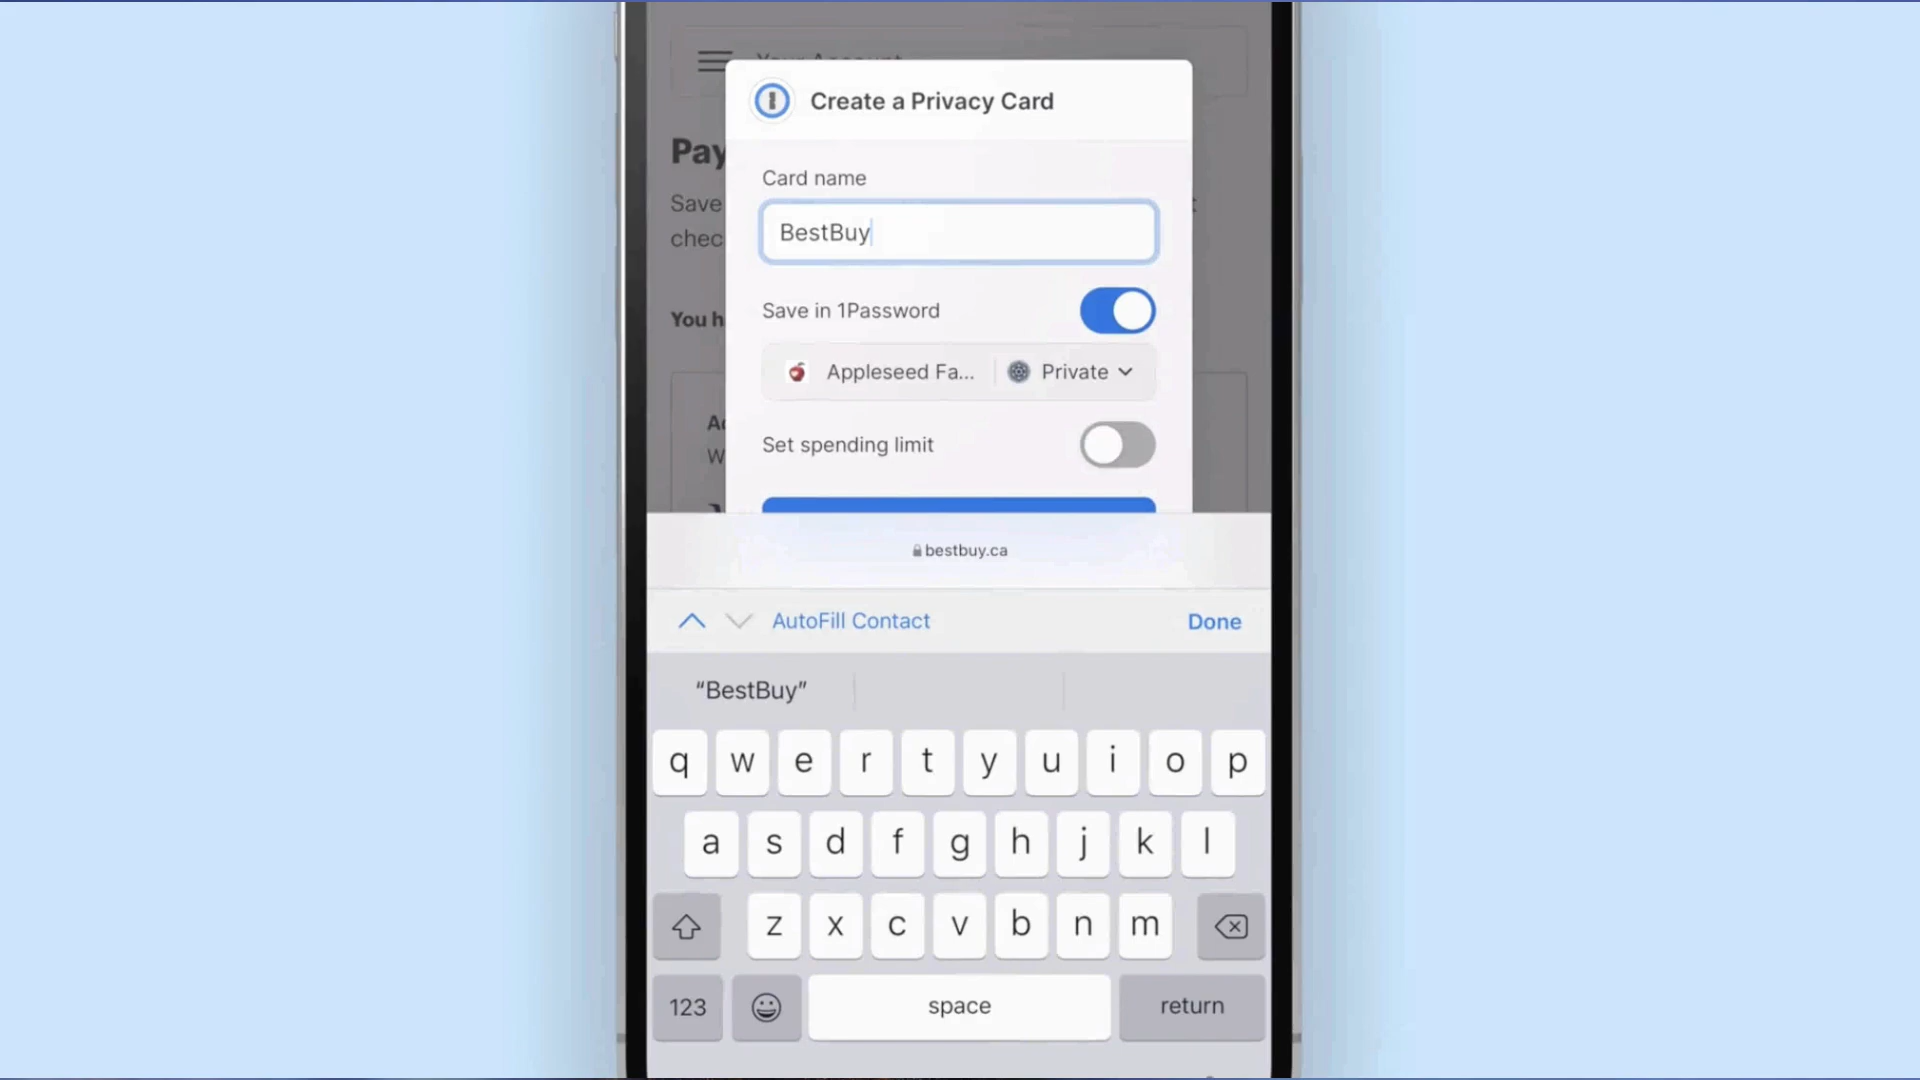 Create a Privacy Card
Pay
Card name
Save
BestBuy
chec
Save in 1Password
You h
Appleseed Fa... Private
Set spending limit
bestbuy.ca
AutoFill Contact Done
“BestBuy”
q w e r t y u i o p
a s d f g h j k l
z x c v b n m
123 space return